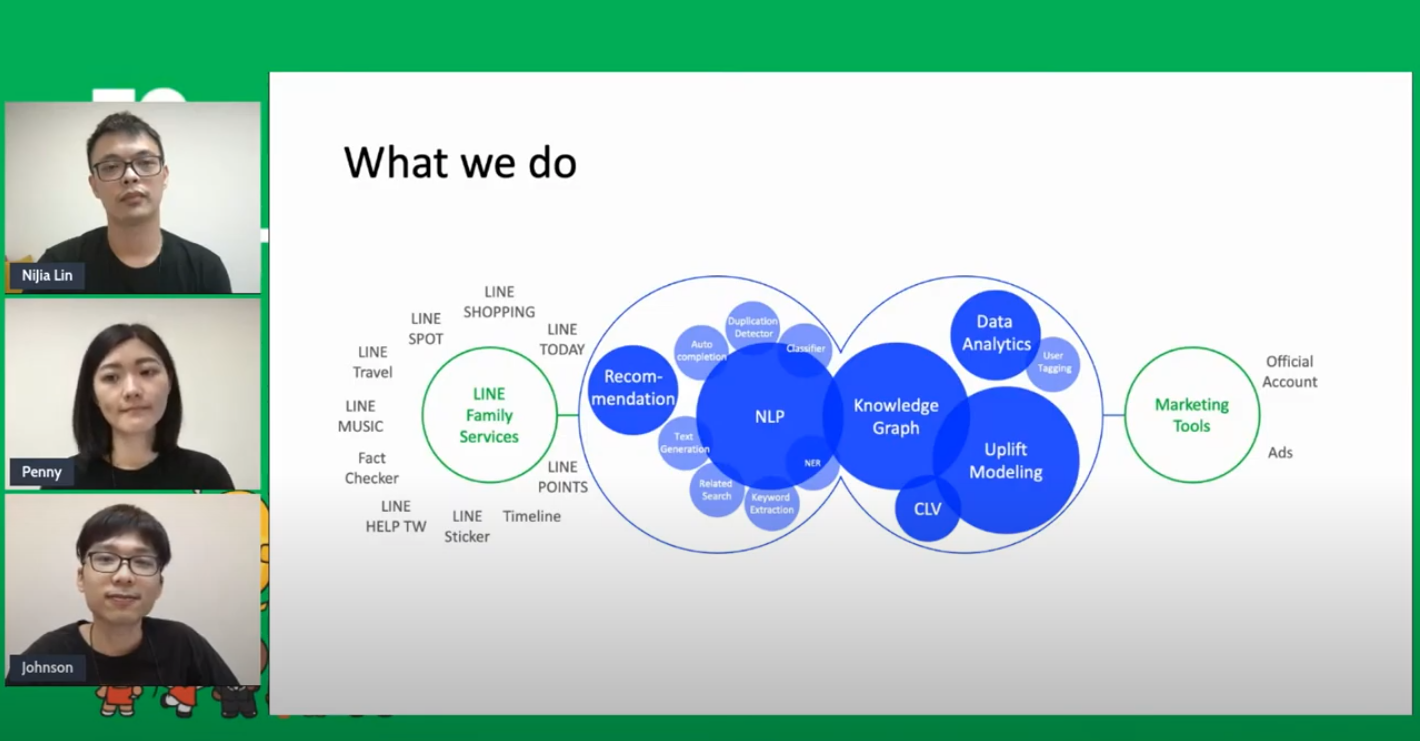 NiJia Lin
Penny
Johnson
What we do
LINE
SHOPPING
LINE
SPOT
LINE
TODAY
LINE
Travel
LINE
MUSIC
Fact
Checker
LINE
HELP TW
LINE
Sticker
Timeline
LINE
POINTS
LINE
Family
Services
Recom-
mendation
Auto
completion
Duplication
Detector
Classifier
NLP
Text
Generation
Related
Search
Keyword
Extraction
NER
Knowledge
Graph
Data
Analytics
User
Tagging
Uplift
Modeling
CLV
Marketing
Tools
Official
Account
Ads